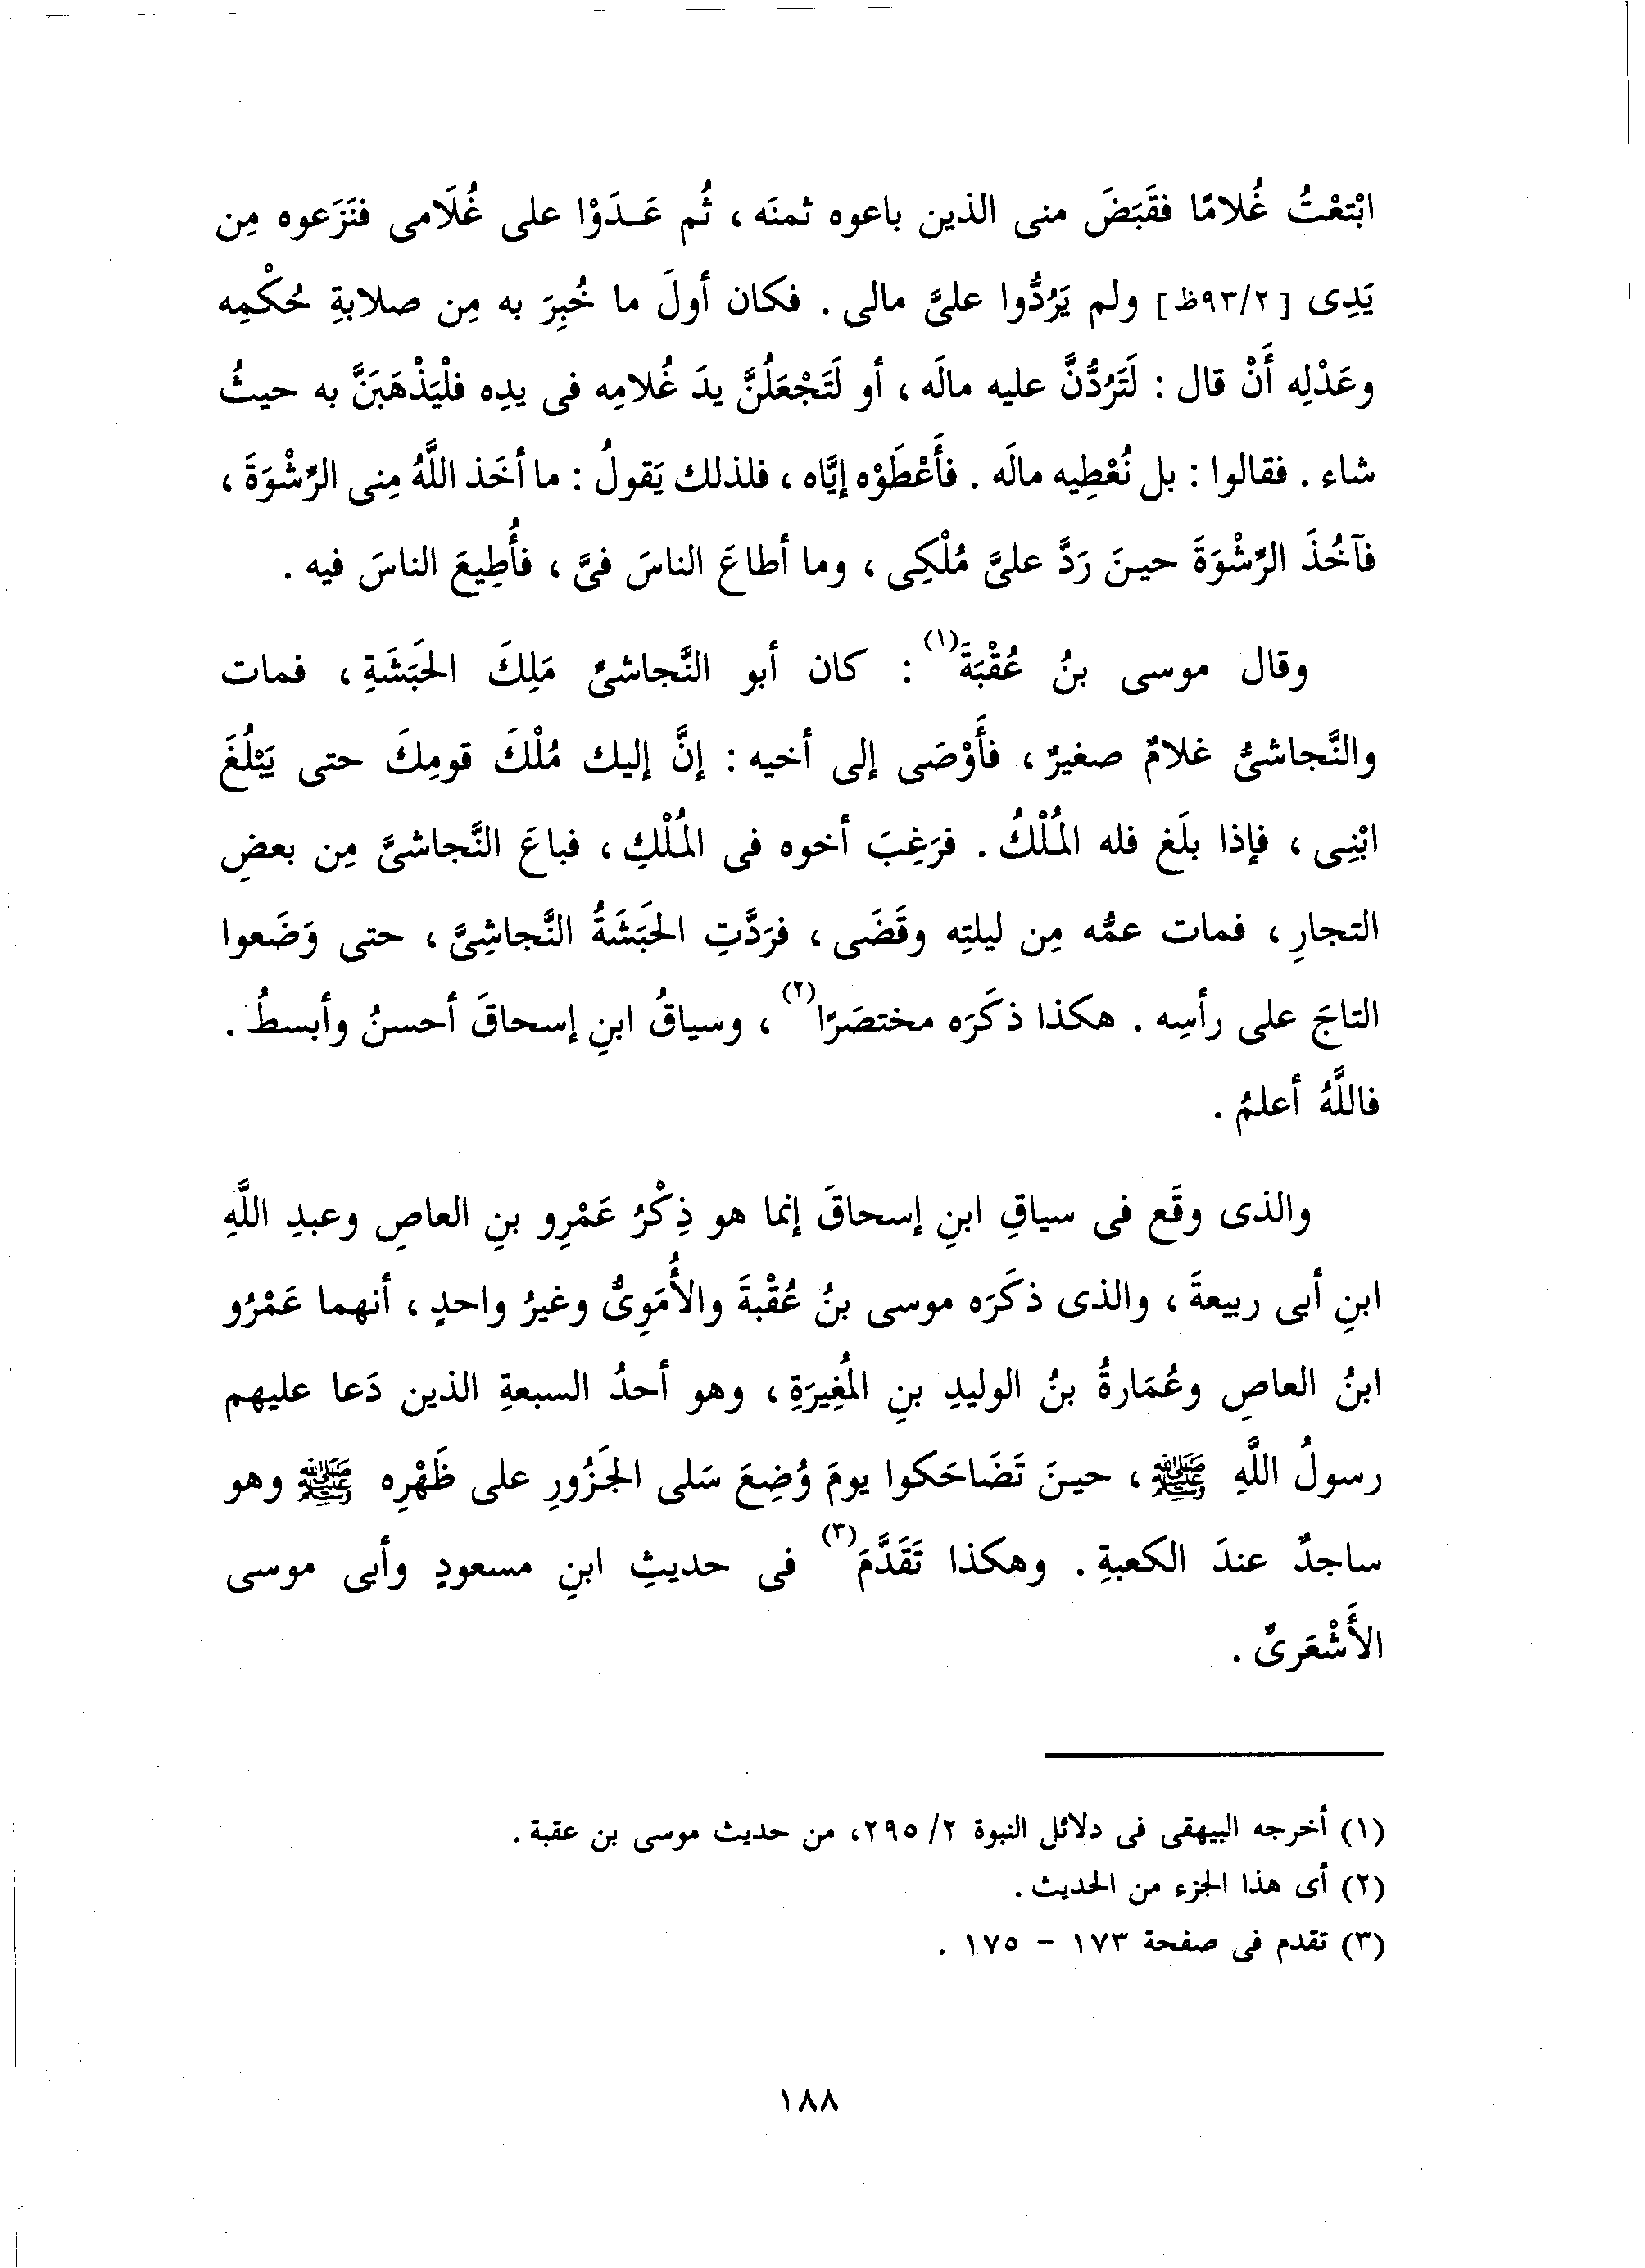 ابْتعْتُ غُلامًا فقَبَضَ منى الذين باعوه ثمنَه ، ثُم عَـدَوْا على غُلَامى فنَزَعوه مِن
يَدِى [ ٩٣/٢ظ ] ولم يَرُدُّوا علىَّ مالى . فكان أولَ ما خُبِرَ به مِن صلابةِ حُكْمِه
وعَدْلِه أَنْ قال : لَتَرُدُّنَّ عليه مالَه ، أو لَتَجْعَلُنَّ يدَ غُلامِه فى يدِه فلْيَذْهَبَنَّ به حيثُ
شاء . فقالوا : بل نُعْطِيه مالَه . فأَعْطَوْه إيَّاه ، فلذلك يَقولُ : ما أخَذ اللَّهُ مِنى الرِّشْوَةَ ،
فآخُذَ الرِّشْوَةَ حيـنَ رَدَّ علىَّ مُلْكِى ، وما أطاعَ الناسَ فىَّ ، فأُطِيعَ الناسَ فيه .
وقال موسى بنُ عُقْبَةَ(١) : كان أبو النَّجاشىِّ مَلِكَ الحَبَشَةِ ، فمات
والنَّجاشىُّ غلامٌ صغيرٌ ، فأَوْصَى إلى أخيه : إنَّ إليك مُلْكَ قومِكَ حتى يَبْلُغَ
ابْنِـى ، فإذا بلَغ فله المُلْكُ . فرَغِبَ أخوه فى المُلْكِ ، فباعَ النَّجاشىَّ مِن بعضِ
التجارِ ، فمات عمُّه مِن ليلتِه وقَضَى ، فرَدَّتِ الحَبَشَةُ النَّجاشِىَّ ، حتى وَضَعوا
التاجَ على رأسِه . هكذا ذكَرَه مختصَرًا(٢) ، وسياقُ ابنِ إسحاقَ أحسنُ وأبسطُ .
فاللَّهُ أعلمُ .
والذى وقَع فى سياقِ ابنِ إسحاقَ إنما هو ذِكْرُ عَمْرِو بنِ العاصِ وعبدِ اللَّهِ
ابنِ أبى ربيعةَ ، والذى ذكَرَه موسى بنُ عُقْبةَ والأُمَوِىُّ وغيرُ واحدٍ ، أنهما عَمْرُو
ابنُ العاصِ وعُمَارةُ بنُ الوليدِ بنِ المُغِيرَةِ ، وهو أحدُ السبعةِ الذين دَعا عليهم
رسولُ اللَّهِ ﷺ ، حيـنَ تَضَاحَكوا يومَ وُضِعَ سَلى الجَزُورِ على ظَهْرِه ﷺ وهو
ساجدٌ عندَ الكعبةِ . وهكذا تَقَدَّمَ(٣) فى حديثِ ابنِ مسعودٍ وأبى موسى
الأَشْعَرىِّ .
(١) أخرجه البيهقى فى دلائل النبوة ٢/ ٢٩٥، من حديث موسى بن عقبة .
(٢) أى هذا الجزء من الحديث .
(٣) تقدم فى صفحة ١٧٣ - ١٧٥ .
١٨٨